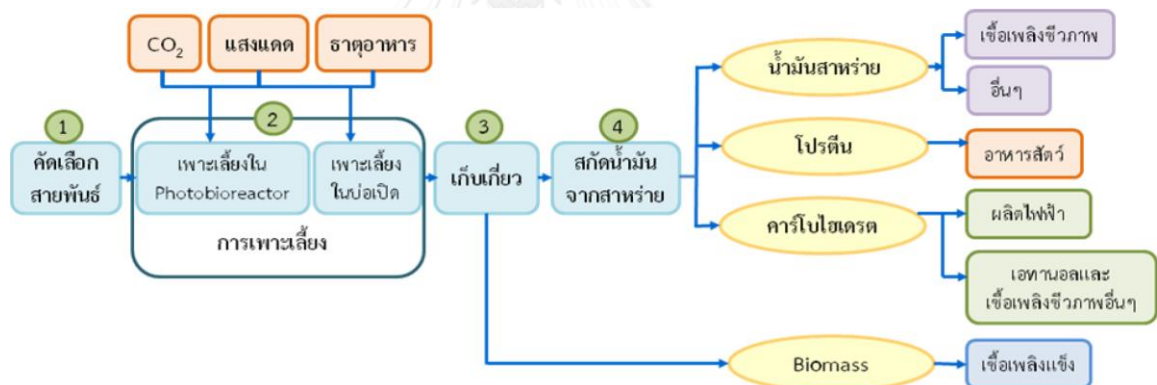 CO2
แสงแดด
ธาตุอาหาร
1
คัดเลือก
สายพันธ์
2
เพาะเลี้ยงใน
Photobioreactor
เพาะเลี้ยง
ในบ่อเปิด
การเพาะเลี้ยง
3
เก็บเกี่ยว
4
สกัดน้ำมัน
จากสาหร่าย
น้ำมันสาหร่าย
เชื้อเพลิงชีวภาพ
อื่นๆ
โปรตีน
อาหารสัตว์
คาร์โบไฮเดรต
ผลิตไฟฟ้า
เอทานอลและ
เชื้อเพลิงชีวภาพอื่นๆ
Biomass
เชื้อเพลิงแข็ง